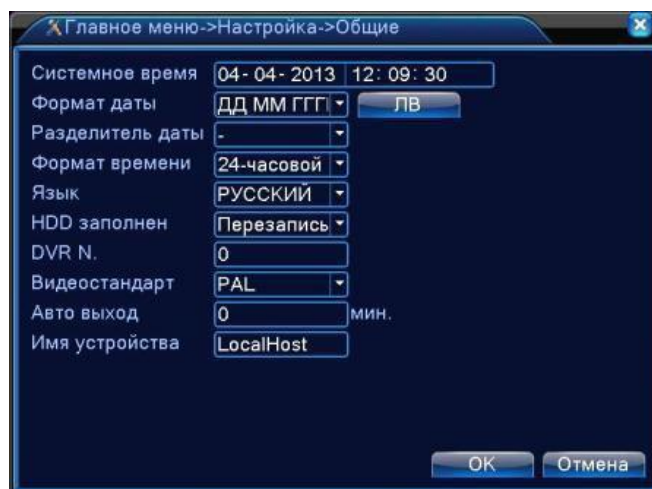 Главное меню->Настройка->Общие
Системное время 04-04-2013 12:09:30
Формат даты ДД ММ ГГГ ЛВ
Разделитель даты -
Формат времени 24-часовой
Язык РУССКИЙ
HDD заполнен Перезапись
DVR N. 0
Видеостандарт PAL
Авто выход 0 мин.
Имя устройства LocalHost
OK Отмена